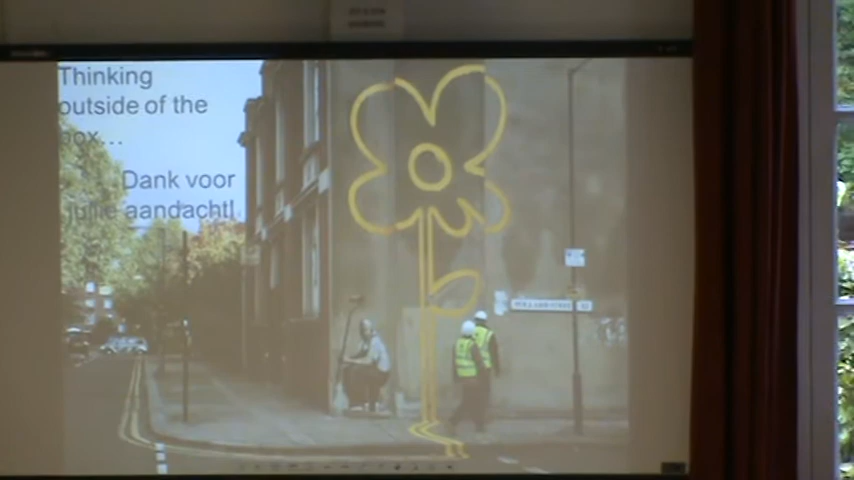 Thinking
outside of the
box...
Dank voor
jullie aandacht!